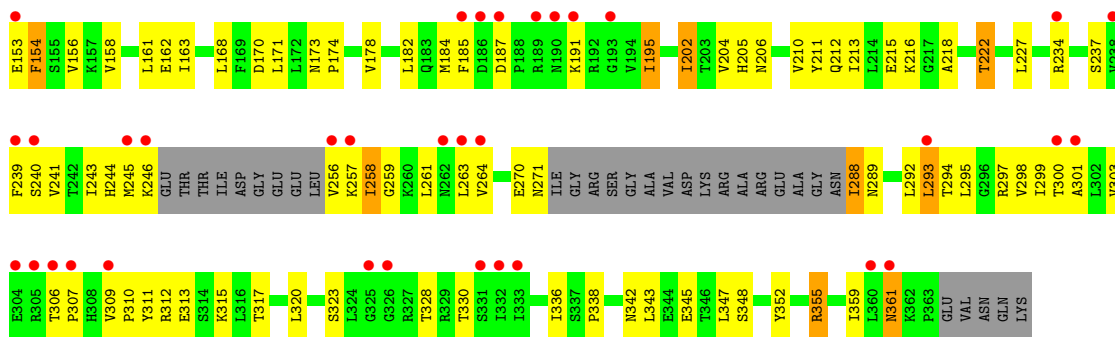 E153 F154 S155 V156 K157 V158 L161 E162 I163 L168 F169 D170 L171 L172 N173 P174 V178 L182 Q183 M184 F185 D186 D187 P188 R189 N190 K191 R192 G193 V194 I195 I202 T203 V204 H205 N206 V210 Y211 Q212 I213 L214 E215 K216 G217 A218 T222 L227 R234 S237 V238
F239 S240 V241 T242 I243 H244 M245 K246 GLU THR THR ILE ASP GLY GLU GLU LEU V256 K257 I258 G259 K260 L261 N262 L263 V264 E270 N271 ILE GLY ARG SER GLY ALA VAL ASP LYS ARG ALA ARG GLU ALA GLY ASN I288 N289 L292 L293 T294 L295 G296 R297 V298 I299 T300 A301 L302 V303
E304 R305 T306 P307 H308 V309 P310 Y311 R312 E313 S314 K315 L316 T317 L320 S323 L324 G325 G326 R327 T328 R329 T330 S331 I332 I333 I336 S337 P338 N342 L343 E344 E345 T346 L347 S348 Y352 R355 I359 L360 N361 K362 P363 GLU VAL ASN GLN LYS